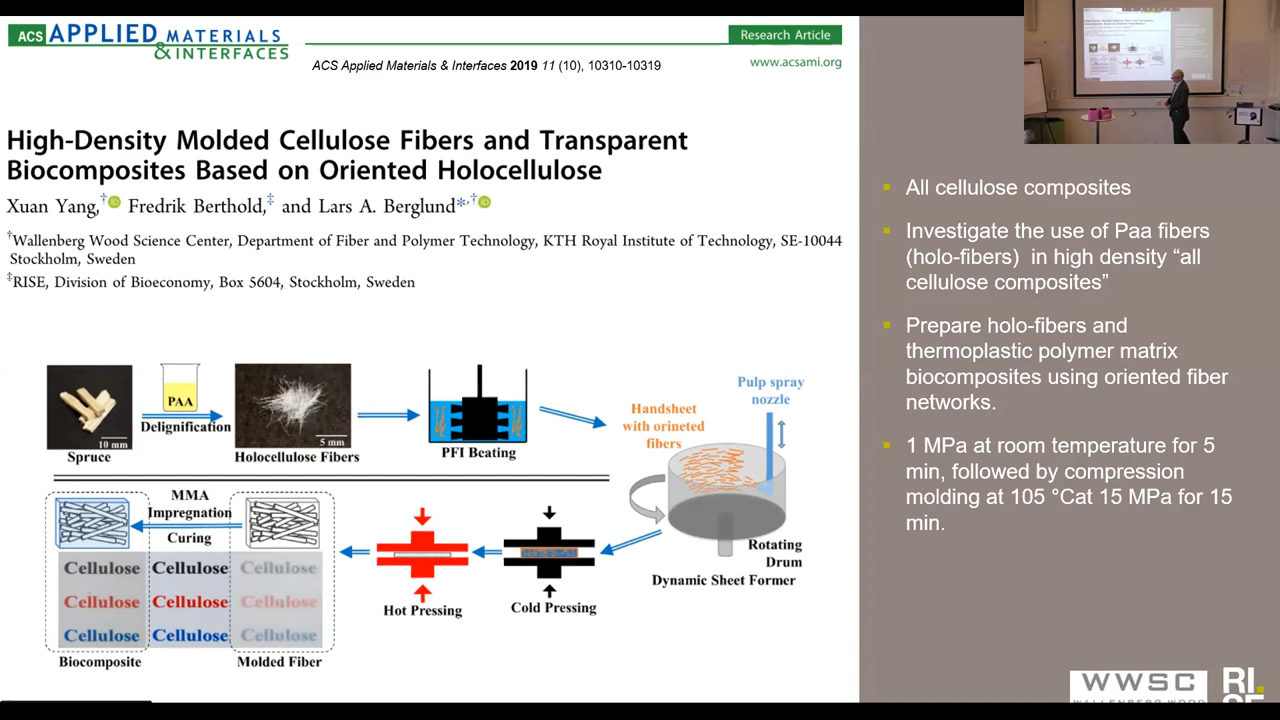 ACS APPLIED MATERIALS
& INTERFACES
Research Article
ACS Applied Materials & Interfaces 2019 11 (10), 10310-10319
www.acsami.org
High-Density Molded Cellulose Fibers and Transparent
Biocomposites Based on Oriented Holocellulose
Xuan Yang,† Fredrik Berthold,‡ and Lars A. Berglund*,†
†Wallenberg Wood Science Center, Department of Fiber and Polymer Technology, KTH Royal Institute of Technology, SE-10044
Stockholm, Sweden
‡RISE, Division of Bioeconomy, Box 5604, Stockholm, Sweden
PAA
Delignification
10 mm
Spruce
5 mm
Holocellulose Fibers
PFI Beating
Handsheet
with orineted
fibers
Pulp spray
nozzle
Rotating
Drum
Dynamic Sheet Former
Cold Pressing
Hot Pressing
MMA
Impregnation
Curing
Cellulose Cellulose Cellulose
Cellulose Cellulose Cellulose
Cellulose Cellulose Cellulose
Biocomposite
Molded Fiber
All cellulose composites
Investigate the use of Paa fibers
(holo-fibers) in high density “all
cellulose composites”
Prepare holo-fibers and
thermoplastic polymer matrix
biocomposites using oriented fiber
networks.
1 MPa at room temperature for 5
min, followed by compression
molding at 105 °Cat 15 MPa for 15
min.
WWSC
WALLENBERG WOOD
RI.
SE